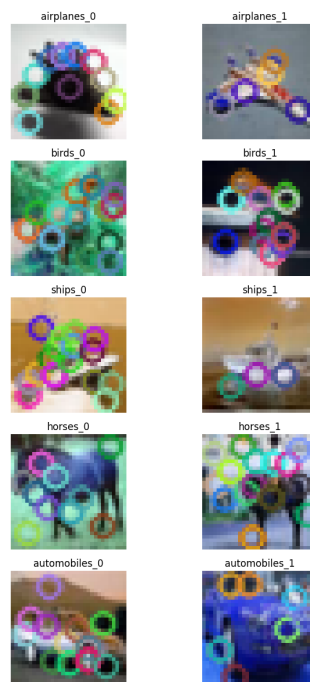 airplanes_0
airplanes_1
birds_0
birds_1
ships_0
ships_1
horses_0
horses_1
automobiles_0
automobiles_1